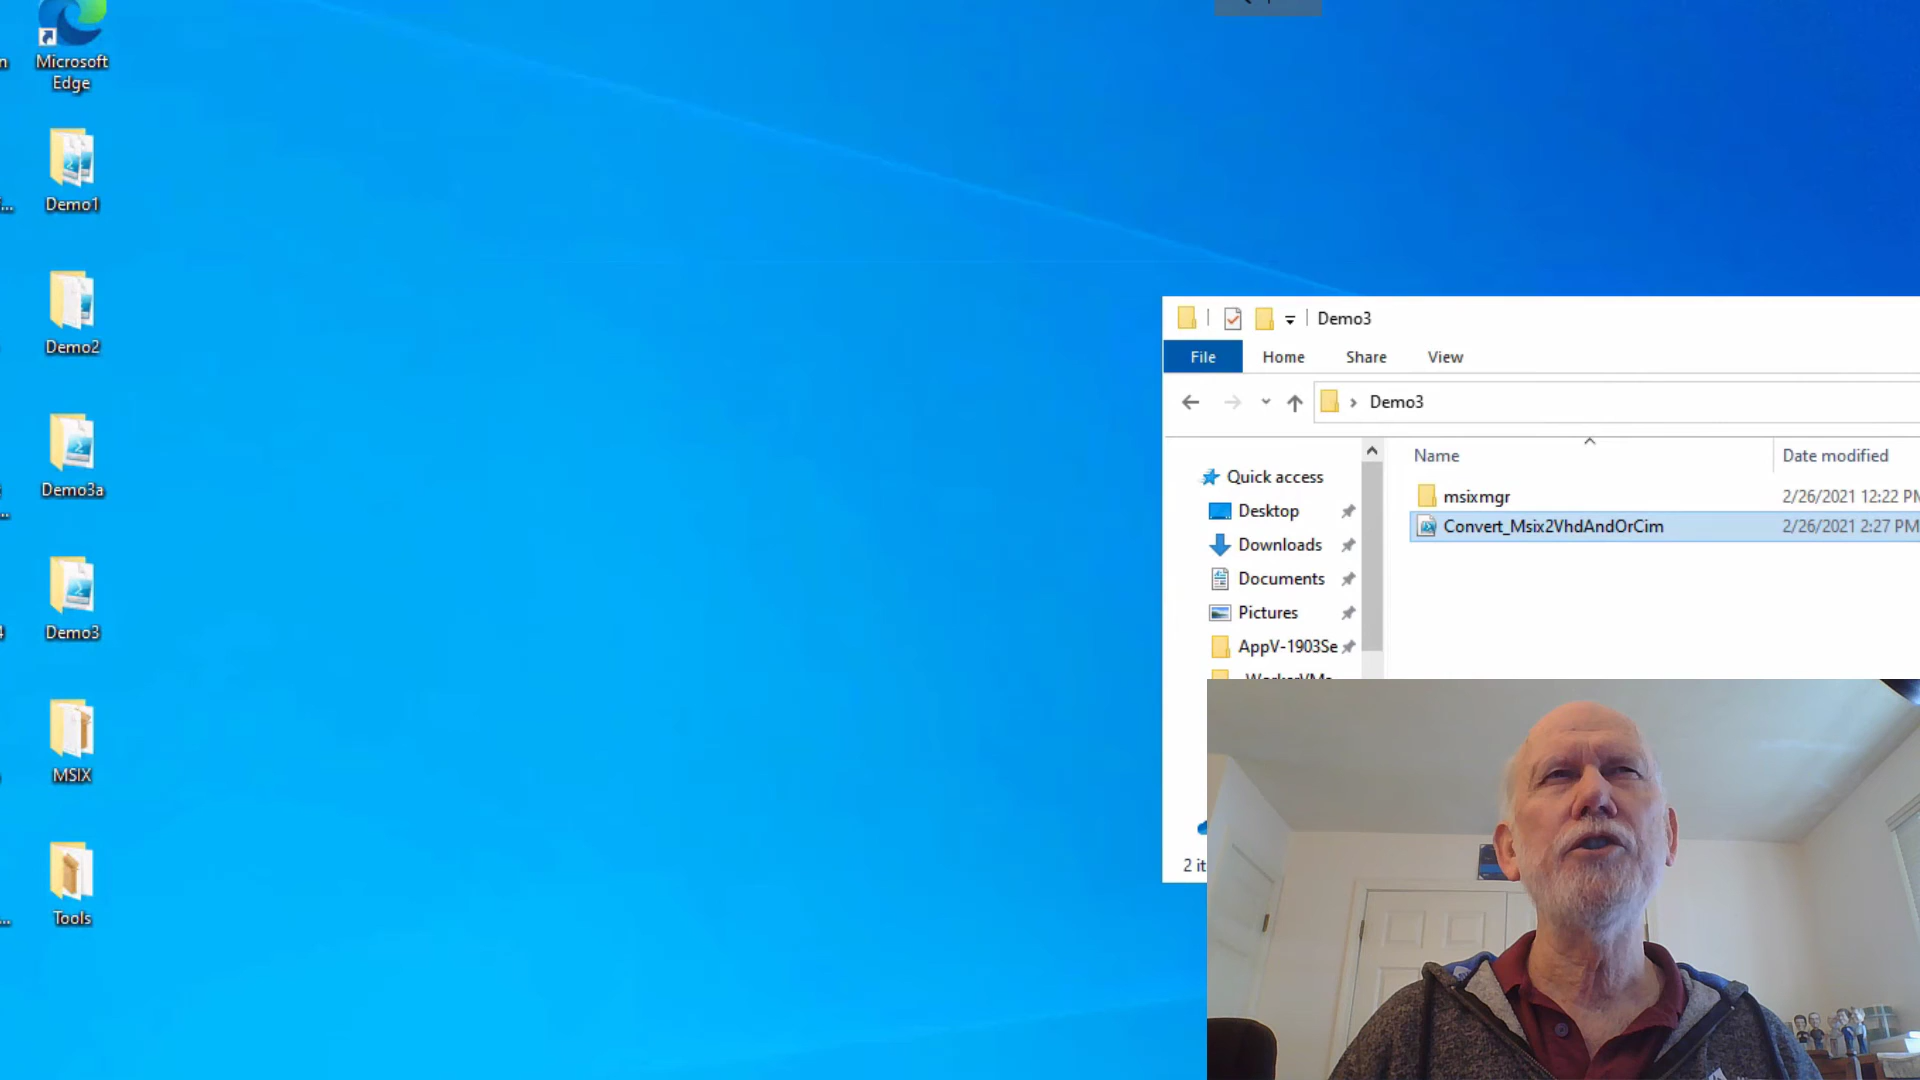 Microsoft
Edge
Demo1
Demo2
Demo3a
Demo3
MSIX
Tools
Demo3
File Home Share View
Demo3
Name Date modified
Quick access
Desktop
Downloads
Documents
Pictures
AppV-1903Se
msixmgr 2/26/2021 12:22 PM
Convert_Msix2VhdAndOrCim 2/26/2021 2:27 PM
2 it